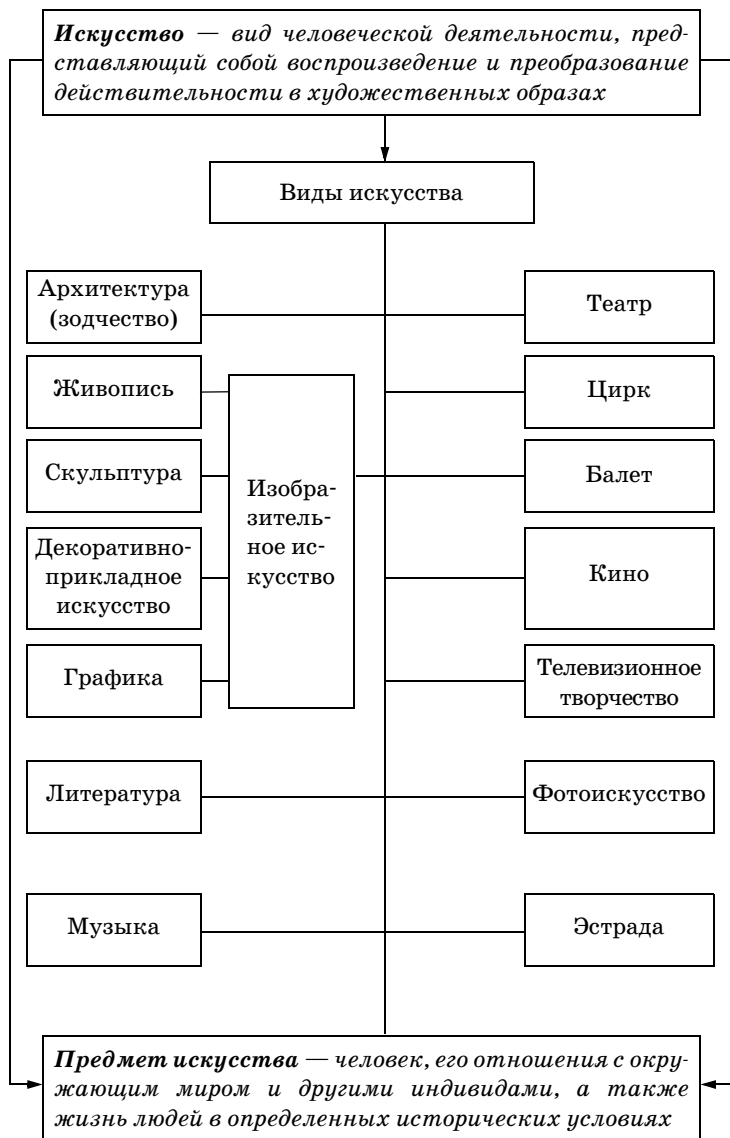 Искусство — вид человеческой деятельности, пред-
ставляющий собой воспроизведение и преобразование
действительности в художественных образах
Виды искусства
Архитектура
(зодчество)
Театр
Живопись
Цирк
Скульптура
Изобра-
зитель-
ное ис-
кусство
Балет
Декоративно-
прикладное
искусство
Кино
Графика
Телевизионное
творчество
Литература
Фотоискусство
Музыка
Эстрада
Предмет искусства — человек, его отношения с окру-
жающим миром и другими индивидами, а также
жизнь людей в определенных исторических условиях